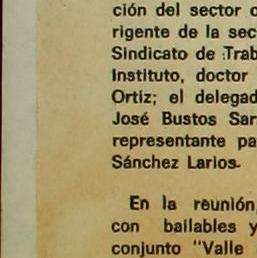 ción del sector
rigente de la sec
Sindicato de Trab
Instituto, doctor
Ortiz; el delegad
José Bustos Sar
representante pa
Sánchez Larios.
En la reunión,
con bailables y
conjunto "Valle